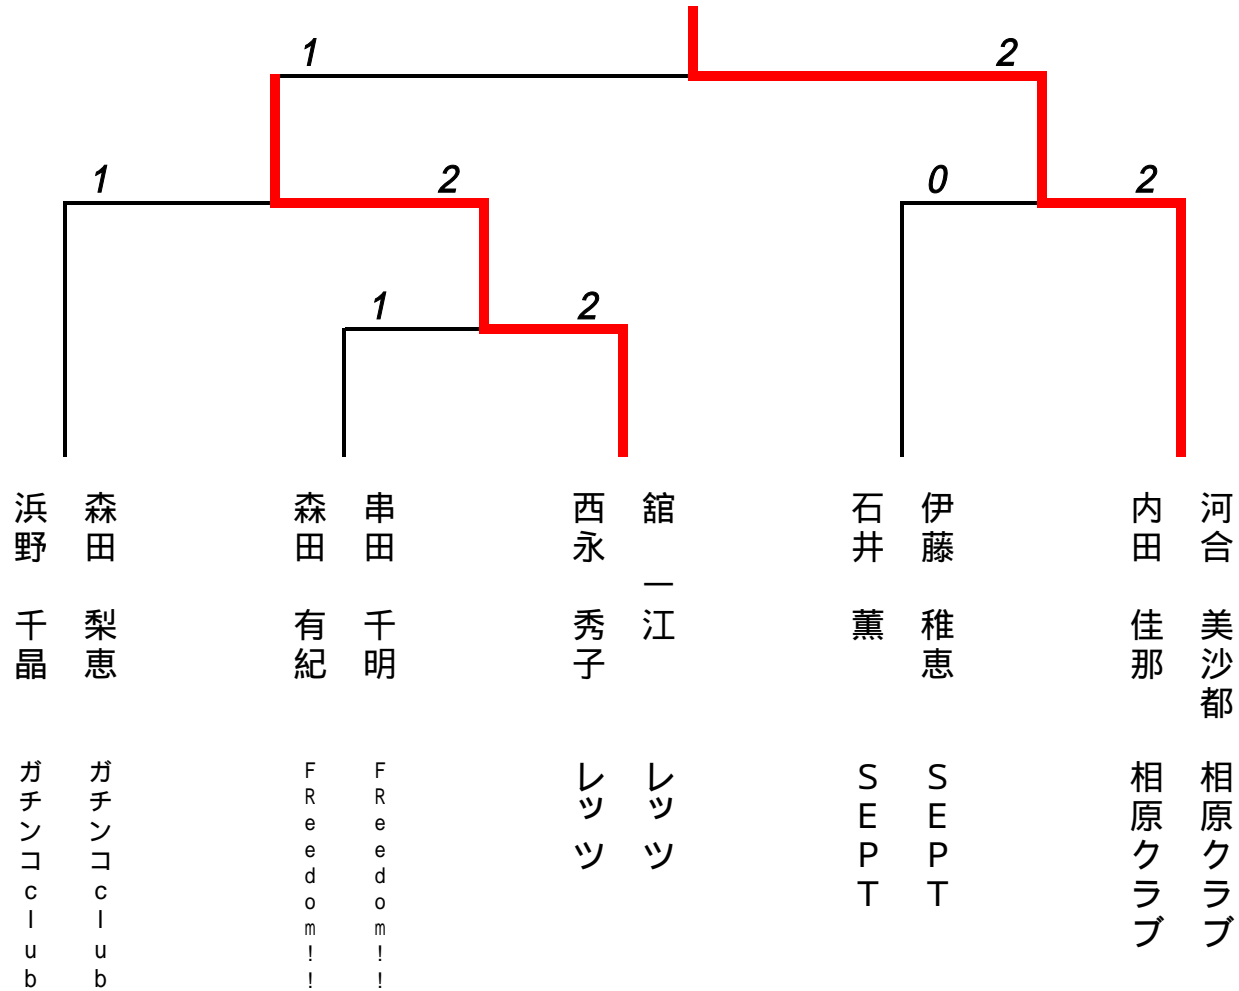 1
2
1
2
0
2
1
2
浜野 千晶 ガチンコclub
森田 梨恵 ガチンコclub
森田 有紀 FReedom!!
串田 千明 FReedom!!
西永 秀子 レッツ
舘 一江 レッツ
石井 薫 SEPT
伊藤 稚恵 SEPT
内田 佳那 相原クラブ
河合 美沙都 相原クラブ